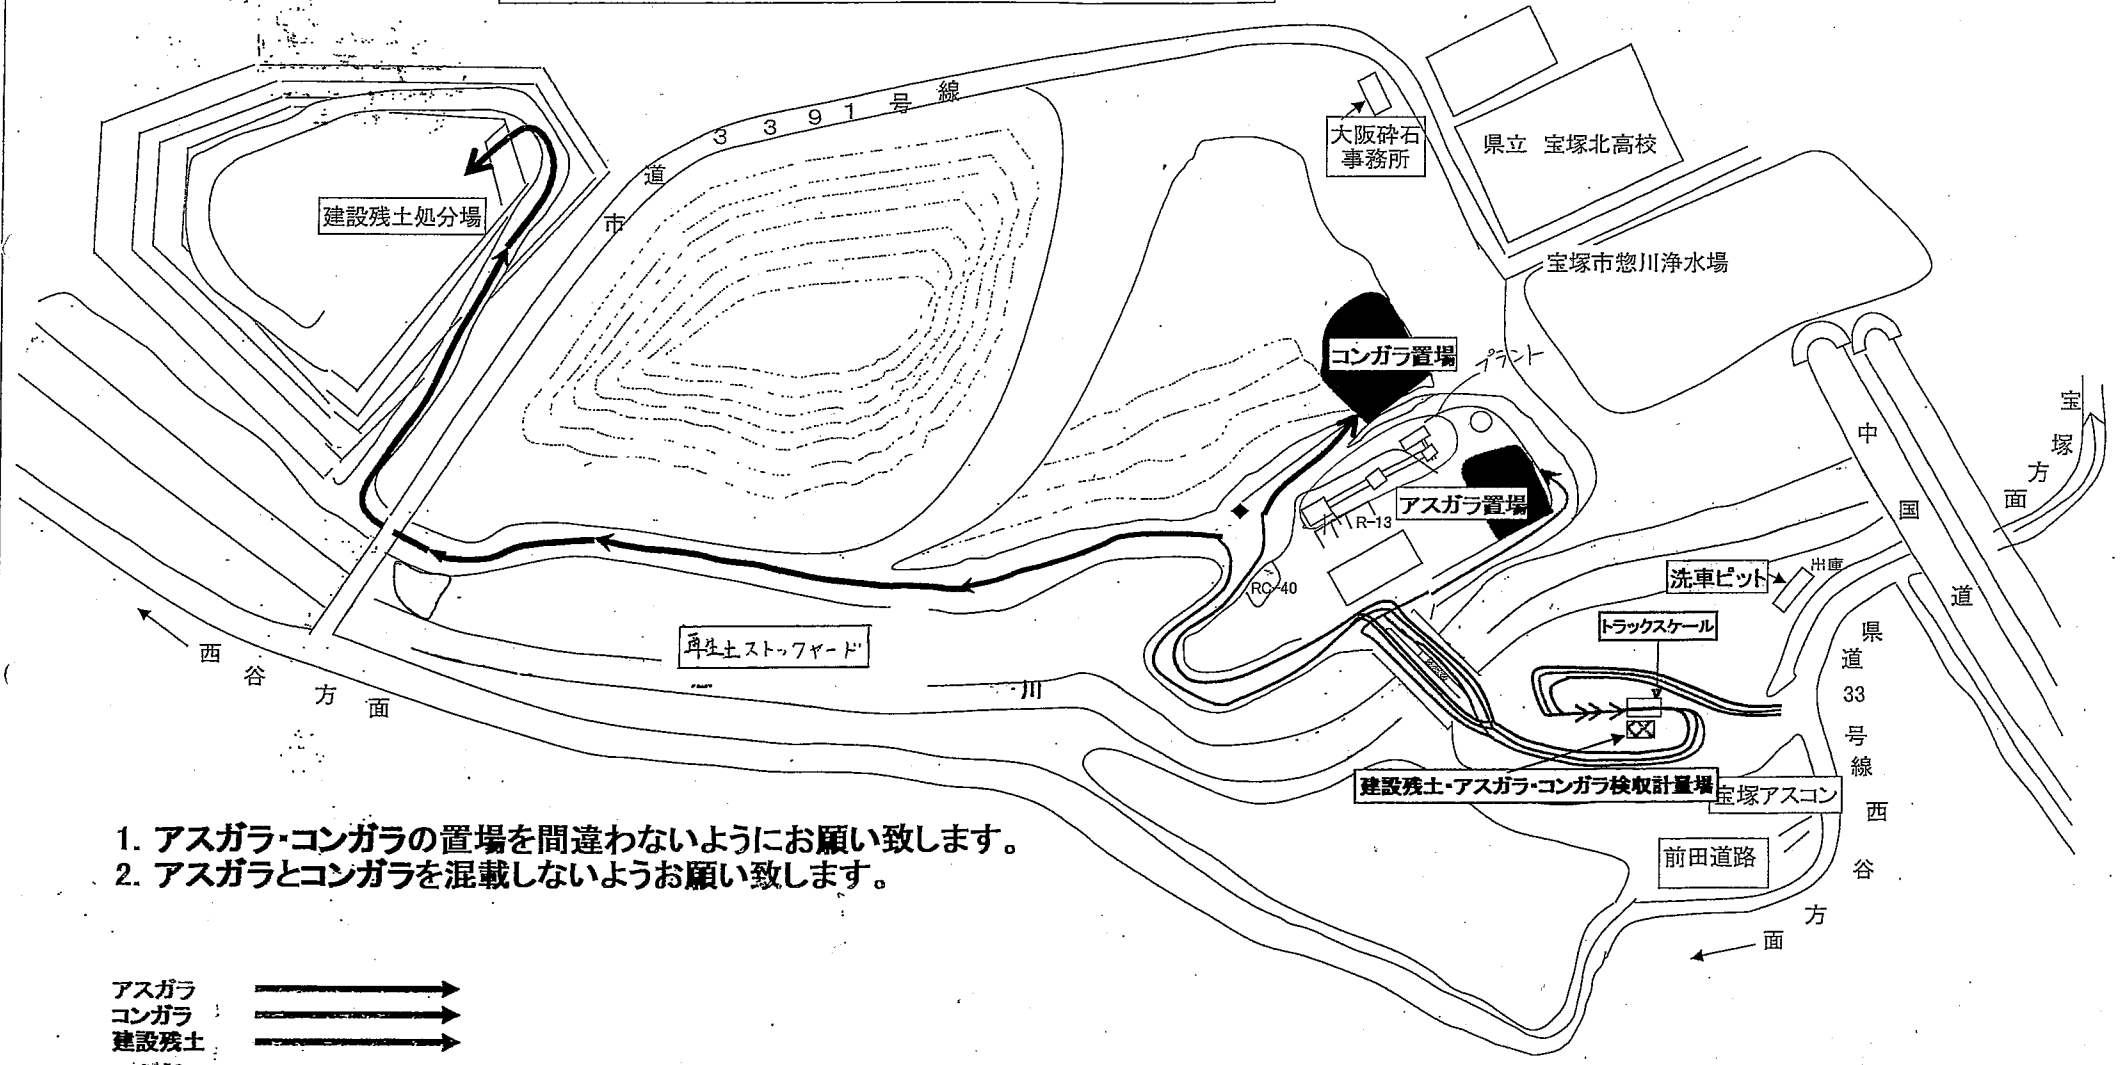 市道3391号線
大阪砕石
事務所
県立 宝塚北高校
建設残土処分場
宝塚市惣川浄水場
コンガラ置場
プラント
アスガラ置場
R-13
RC-40
中国道
宝塚方面
洗車ピット
出庫
トラックスケール
県道33号線西谷方面
再生土ストックヤード
川
西谷方面
建設残土・アスガラ・コンガラ検収計量場
宝塚アスコン
前田道路
1. アスガラ・コンガラの置場を間違わないようにお願い致します。
2. アスガラとコンガラを混載しないようお願い致します。
アスガラ
コンガラ
建設残土